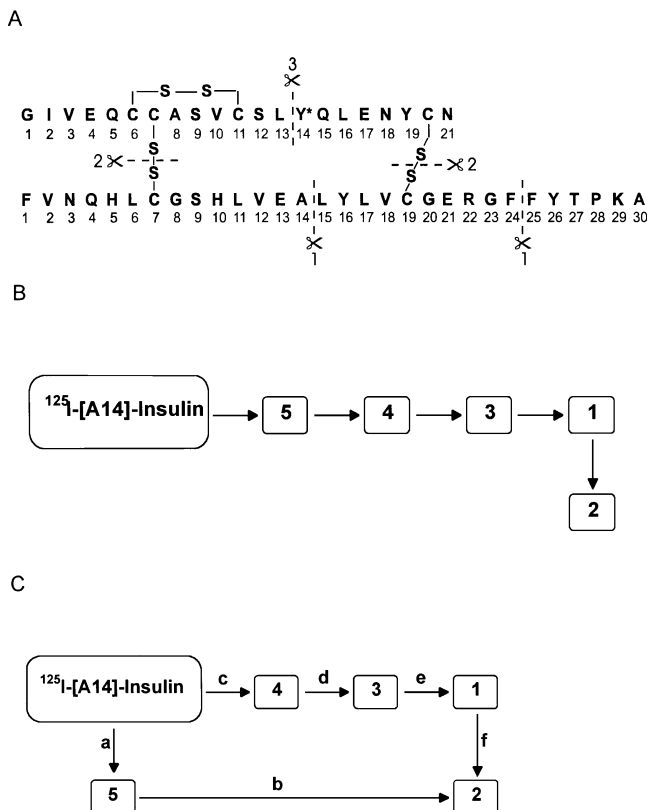 A
3
S S
G I V E Q C C A S V C S L Y* Q L E N Y C N
1 2 3 4 5 6 7 8 9 10 11 12 13 14 15 16 17 18 19 21
S S
2 2
S S
F V N Q H L C G S H L V E A L Y L V C G E R G F F Y T P K A
1 2 3 4 5 6 7 8 9 10 11 12 13 14 15 16 17 18 19 20 21 22 23 24 25 26 27 28 29 30
1 1
B
125I-[A14]-Insulin 5 4 3 1
2
C
125I-[A14]-Insulin c 4 d 3 e 1
a f
5 b 2